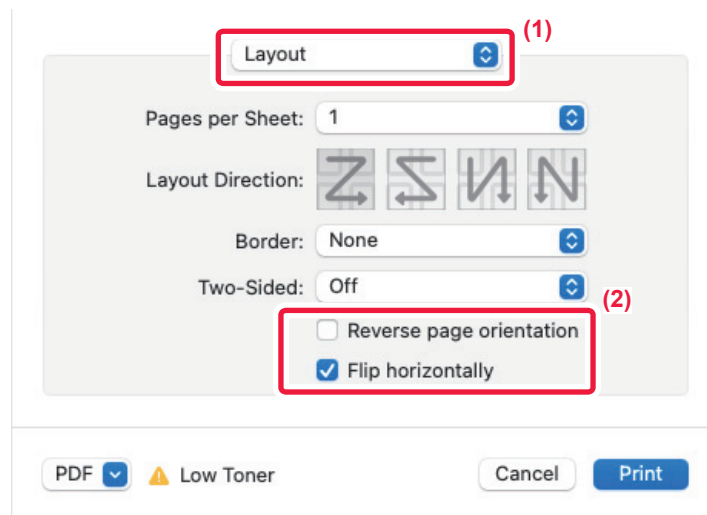 (1)
Layout
Pages per Sheet: 1
Layout Direction:
Border: None
Two-Sided: Off
(2)
Reverse page orientation
Flip horizontally
PDF Low Toner Cancel Print